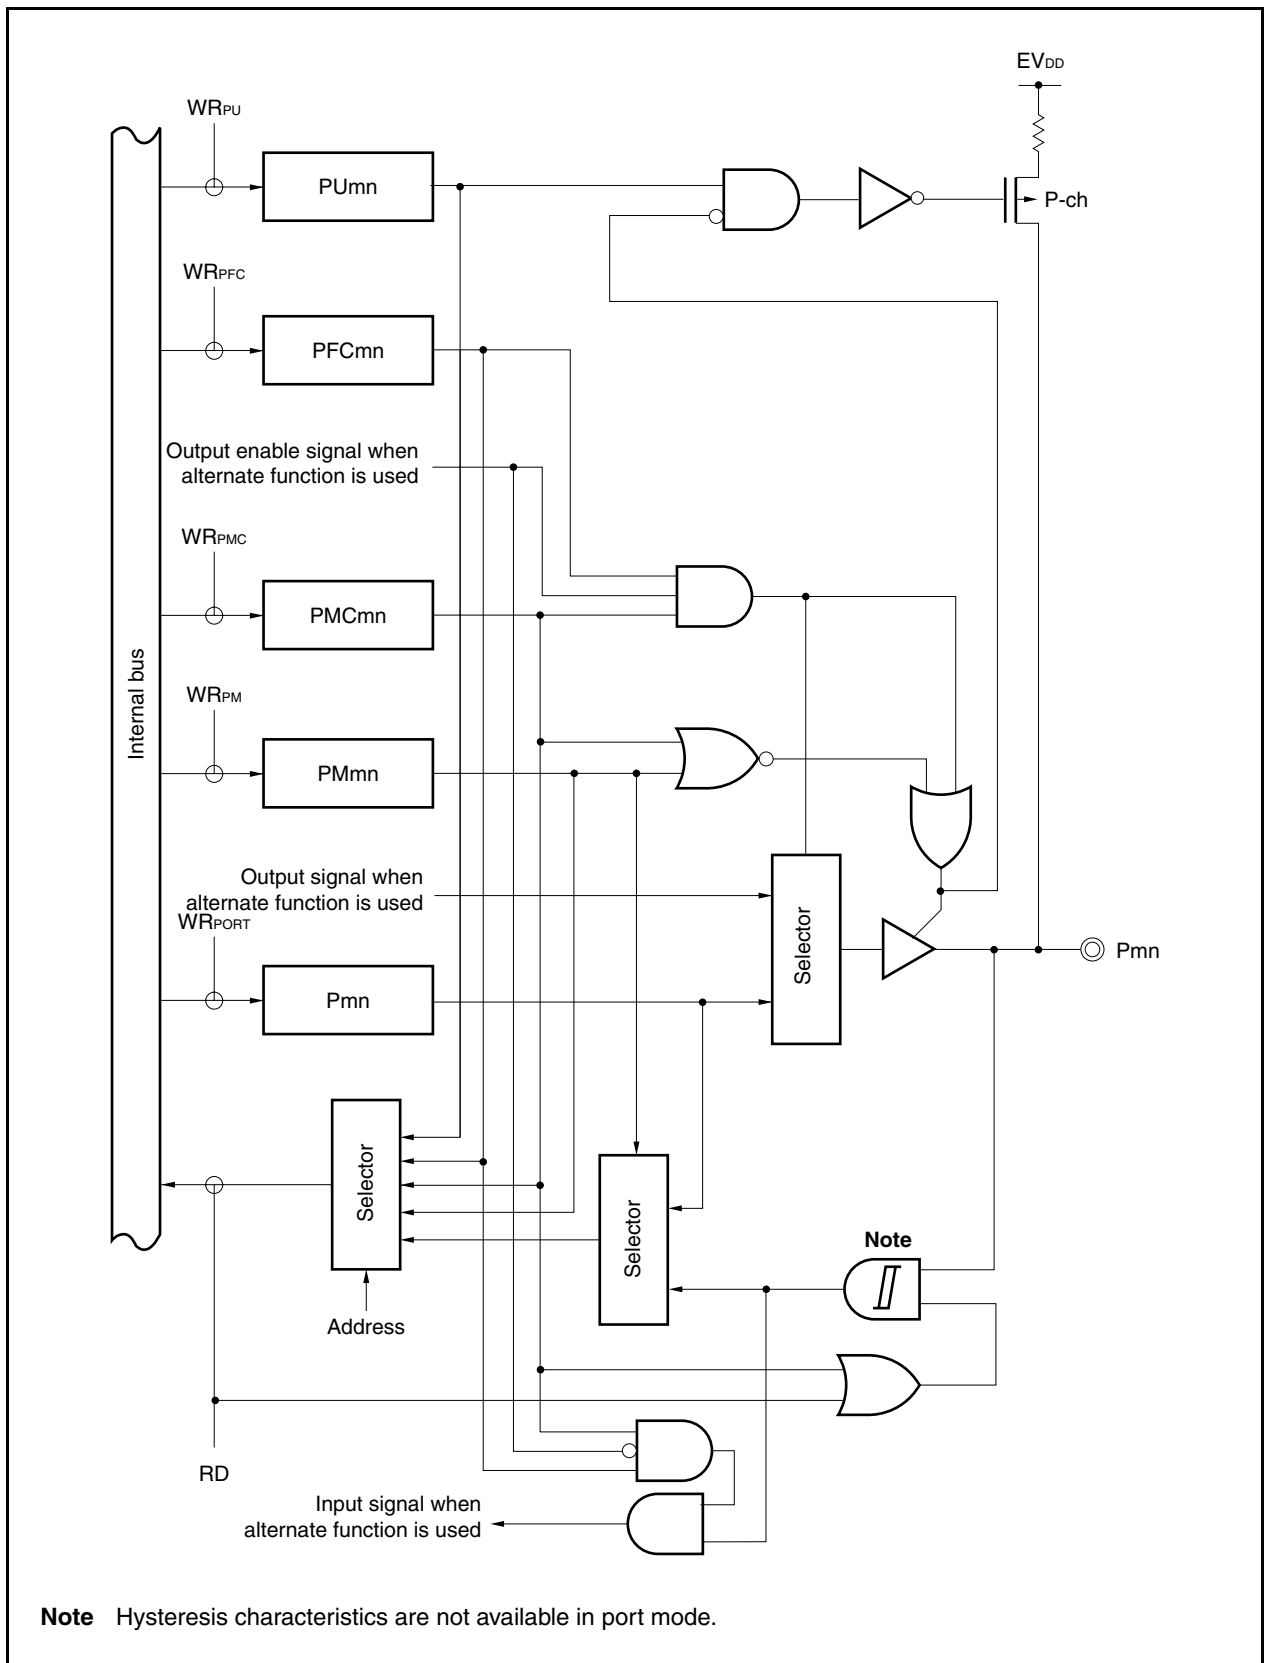 EVDD
WRPU
PUmn
P-ch
WRPFC
PFCmn
Output enable signal when
alternate function is used
WRPMC
PMCmn
Internal bus
WRPM
PMmn
Output signal when
alternate function is used
WRPORT
Selector
Pmn
Pmn
Selector
Selector
Note
Address
RD
Input signal when
alternate function is used
Note Hysteresis characteristics are not available in port mode.